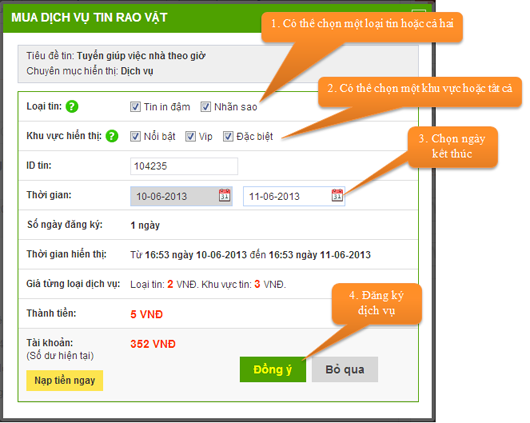 MUA DỊCH VỤ TIN RAO VẶT
1. Có thể chọn một loại tin hoặc cả hai
Tiêu đề tin: Tuyển giúp việc nhà theo giờ
Chuyên mục hiển thị: Dịch vụ
2. Có thể chọn một khu vực hoặc tất cả
Loại tin: ? Tin in đậm Nhãn sao
Khu vực hiển thị: ? Nổi bật Vip Đặc biệt
3. Chọn ngày
kết thúc
ID tin: 104235
Thời gian: 10-06-2013 11-06-2013
Số ngày đăng ký: 1 ngày
Thời gian hiển thị: Từ 16:53 ngày 10-06-2013 đến 16:53 ngày 11-06-2013
Giá từng loại dịch vụ: Loại tin: 2 VNĐ. Khu vực tin: 3 VNĐ.
4. Đăng ký
dịch vụ
Thành tiền: 5 VNĐ
Tài khoản: 352 VNĐ
(Số dư hiện tại)
Đồng ý Bỏ qua
Nạp tiền ngay